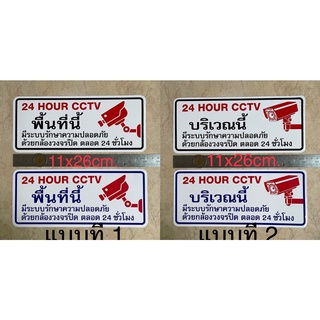 24 HOUR CCTV
พื้นที่นี้
มีระบบรักษาความปลอดภัย
ด้วยกล้องวงจรปิด ตลอด 24 ชั่วโมง
11x26cm.
24 HOUR CCTV
พื้นที่นี้
มีระบบรักษาความปลอดภัย
ด้วยกล้องวงจรปิด ตลอด 24 ชั่วโมง
แบบที่ 1
24 HOUR CCTV
บริเวณนี้
มีระบบรักษาความปลอดภัย
ด้วยกล้องวงจรปิด ตลอด 24 ชั่วโมง
11x26cm.
24 HOUR CCTV
บริเวณนี้
มีระบบรักษาความปลอดภัย
ด้วยกล้องวงจรปิด ตลอด 24 ชั่วโมง
แบบที่ 2